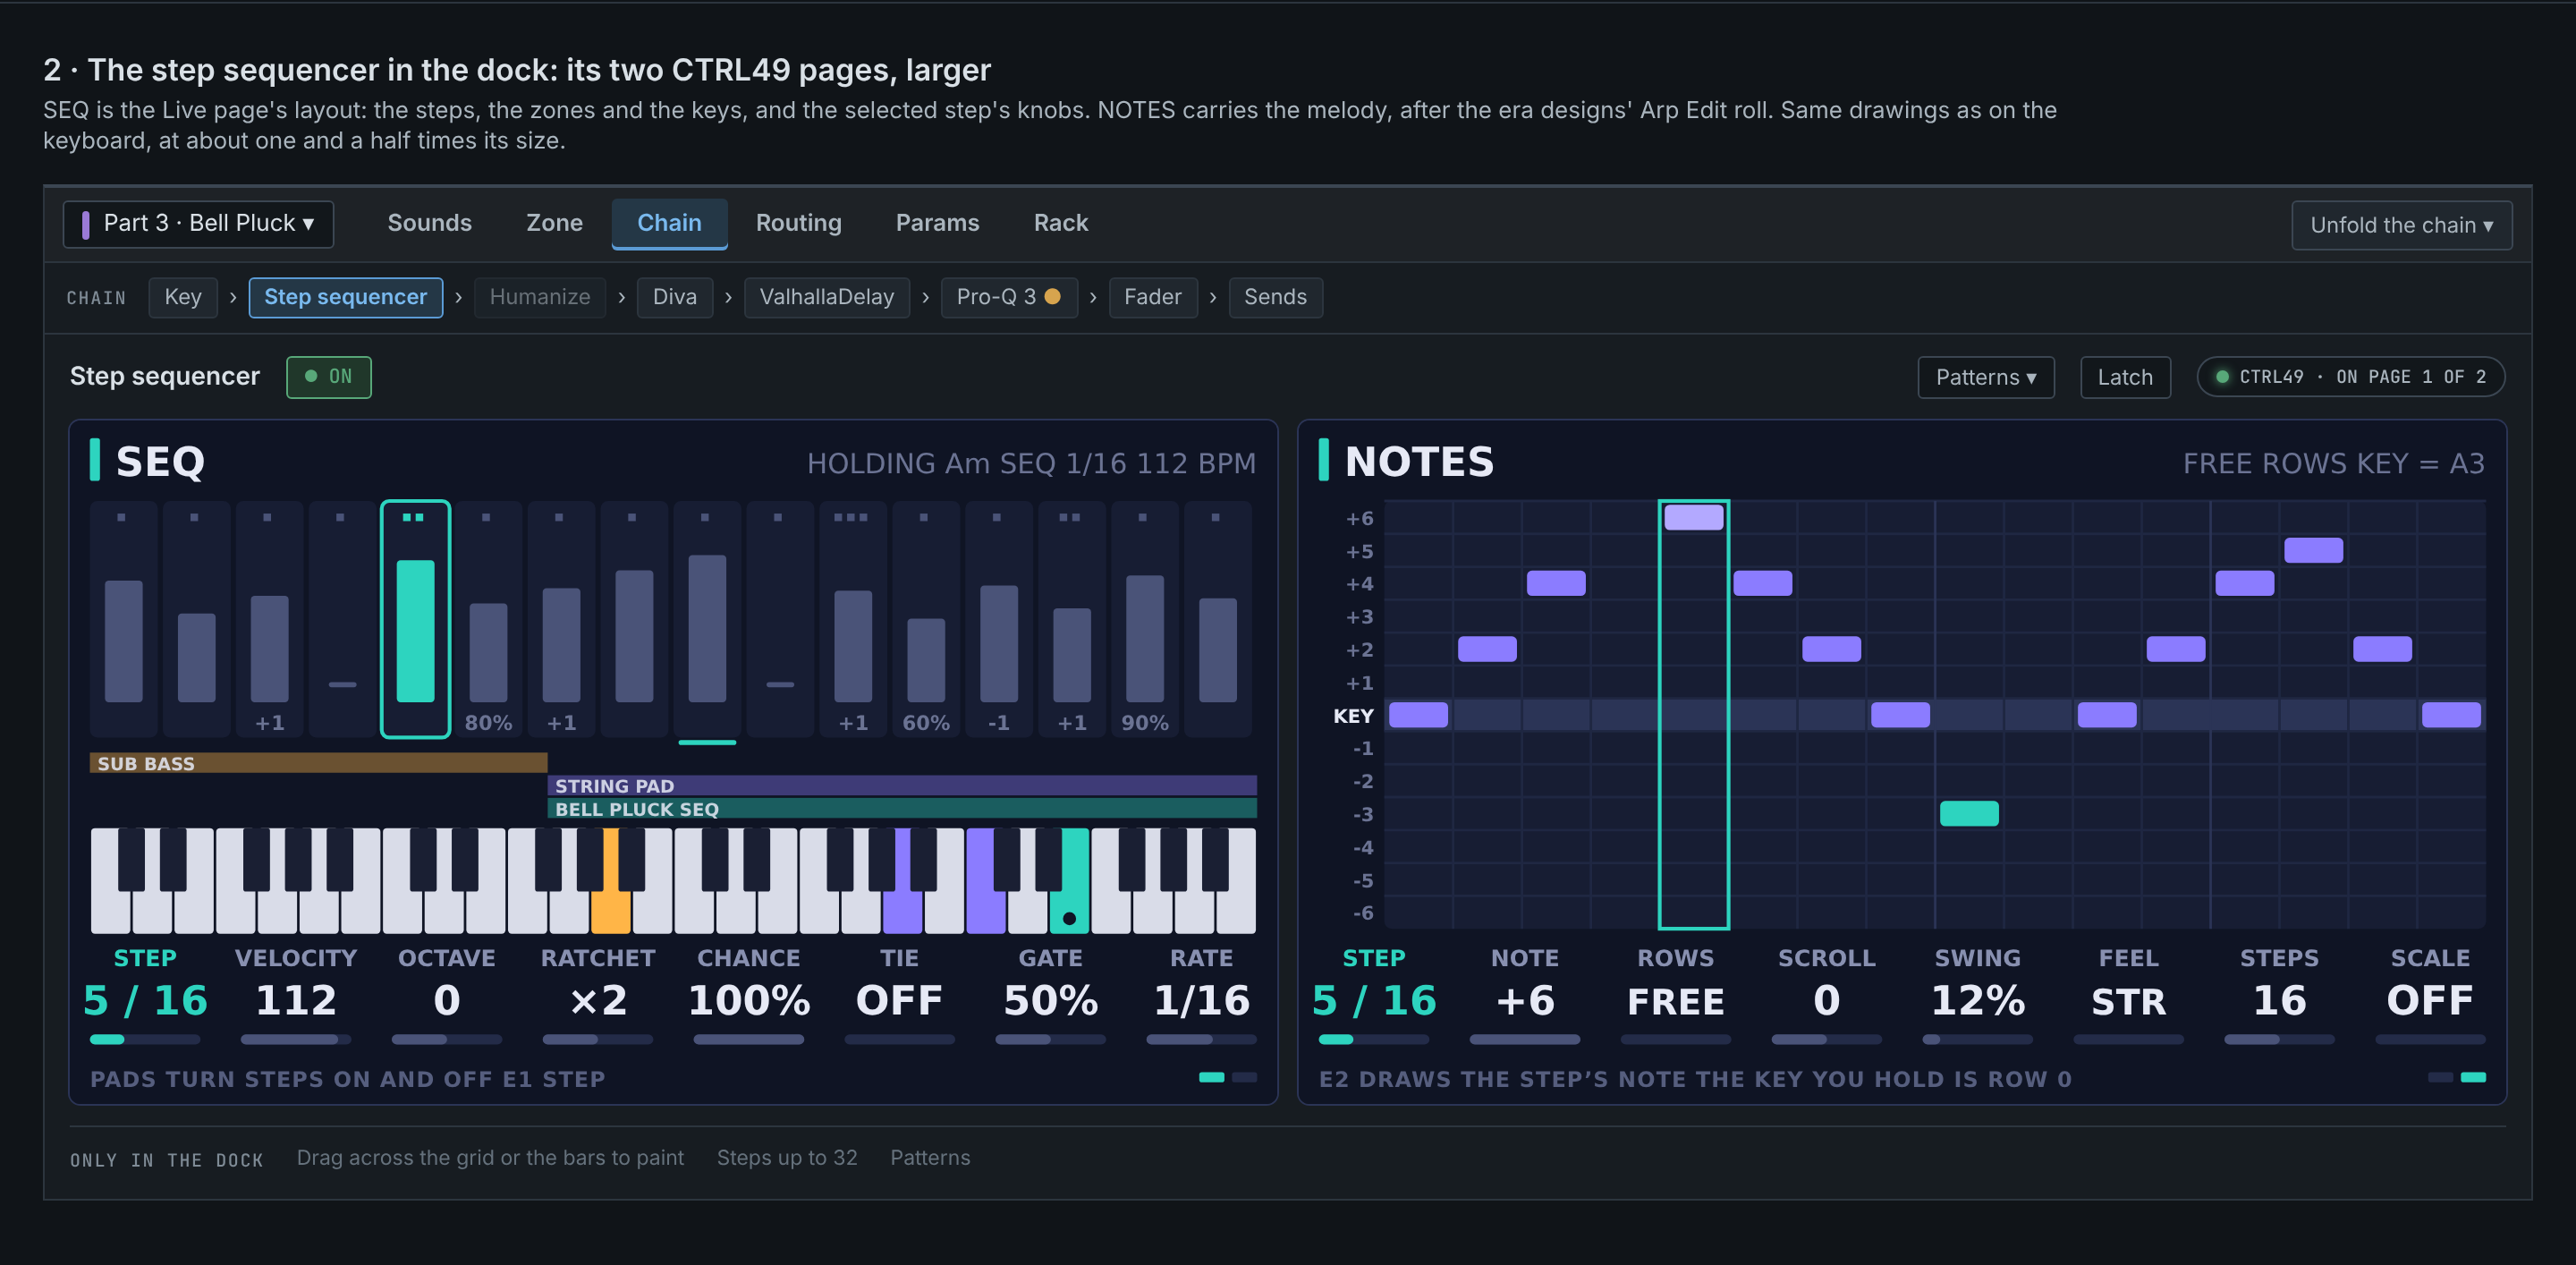 2 · The step sequencer in the dock: its two CTRL49 pages, larger
SEQ is the Live page's layout: the steps, the zones and the keys, and the selected step's knobs. NOTES carries the melody, after the era designs' Arp Edit roll. Same drawings as on the
keyboard, at about one and a half times its size.
Part 3 · Bell Pluck ▾ Sounds Zone Chain Routing Params Rack Unfold the chain ▾
CHAIN Key › Step sequencer › Humanize › Diva › ValhallaDelay › Pro-Q 3 › Fader › Sends
Step sequencer ON Patterns ▾ Latch CTRL49 · ON PAGE 1 OF 2
SEQ HOLDING Am SEQ 1/16 112 BPM
+1 80% +1 +1 60% -1 +1 90%
SUB BASS
STRING PAD
BELL PLUCK SEQ
STEP VELOCITY OCTAVE RATCHET CHANCE TIE GATE RATE
5 / 16 112 0 ×2 100% OFF 50% 1/16
PADS TURN STEPS ON AND OFF E1 STEP
NOTES FREE ROWS KEY = A3
+6
+5
+4
+3
+2
+1
KEY
-1
-2
-3
-4
-5
-6
STEP NOTE ROWS SCROLL SWING FEEL STEPS SCALE
5 / 16 +6 FREE 0 12% STR 16 OFF
E2 DRAWS THE STEP’S NOTE THE KEY YOU HOLD IS ROW 0
ONLY IN THE DOCK Drag across the grid or the bars to paint Steps up to 32 Patterns